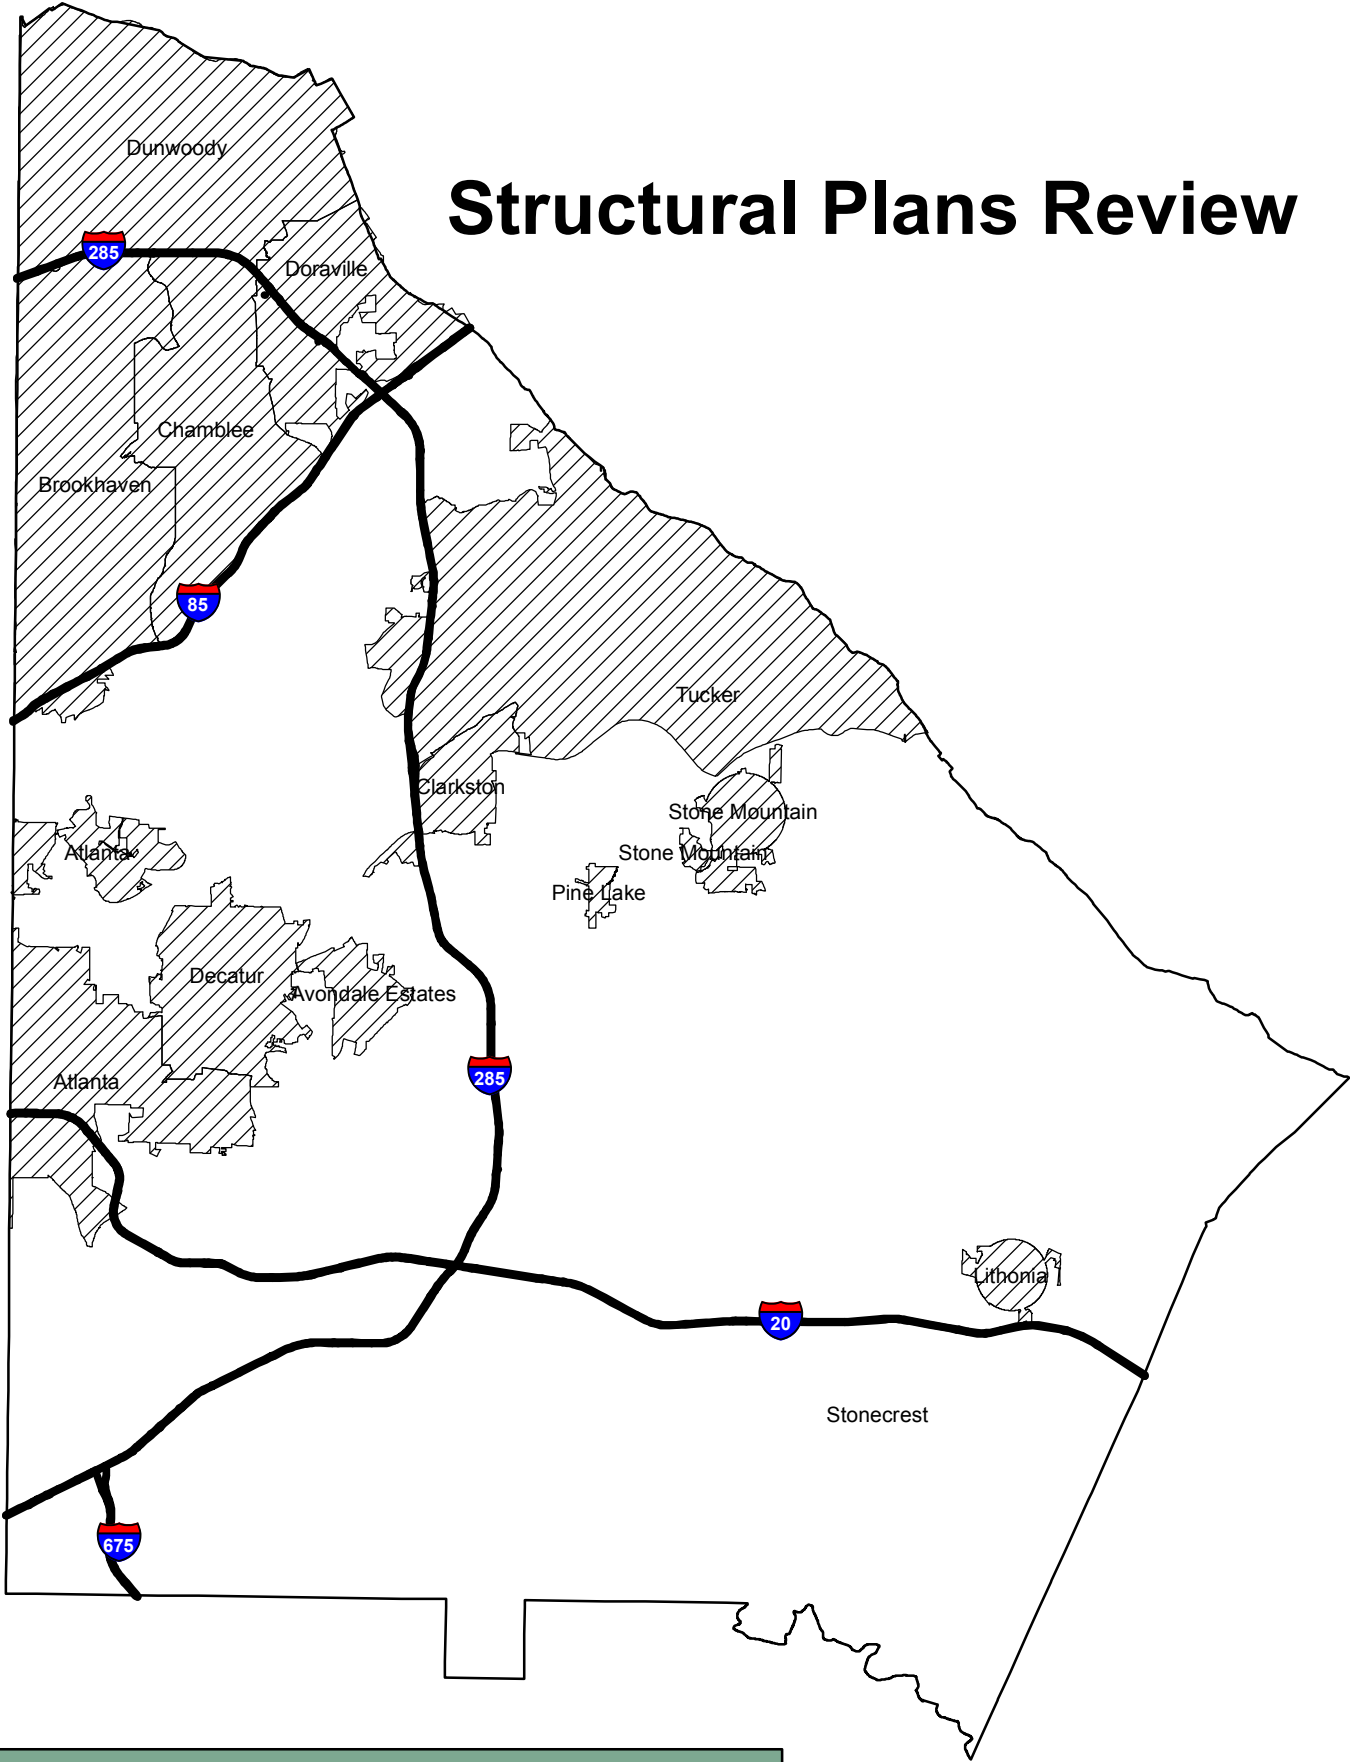 Dunwoody
Structural Plans Review
285
Doraville
Chamblee
Brookhaven
85
Tucker
Clarkston
Stone Mountain
Atlanta
Stone Mountain
Pine Lake
Decatur
Avondale Estates
285
Atlanta
Lithonia
20
Stonecrest
675